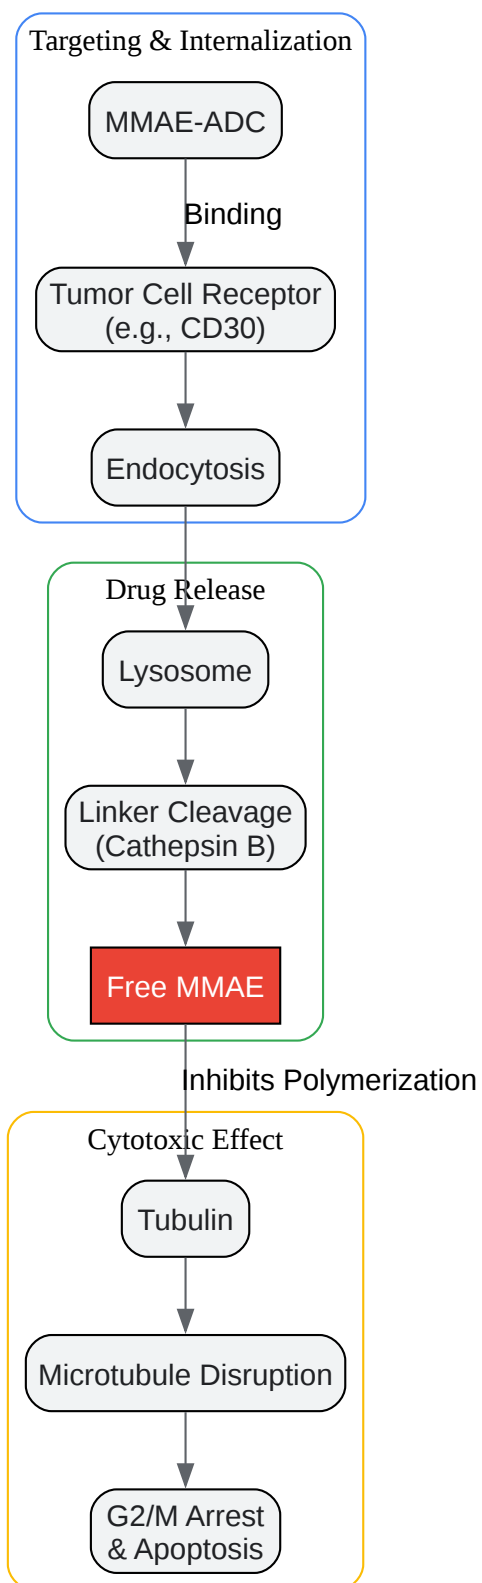 Targeting & Internalization
MMAE-ADC
Binding
Tumor Cell Receptor
(e.g., CD30)
Endocytosis
Drug Release
Lysosome
Linker Cleavage
(Cathepsin B)
Free MMAE
Inhibits Polymerization
Cytotoxic Effect
Tubulin
Microtubule Disruption
G2/M Arrest
& Apoptosis